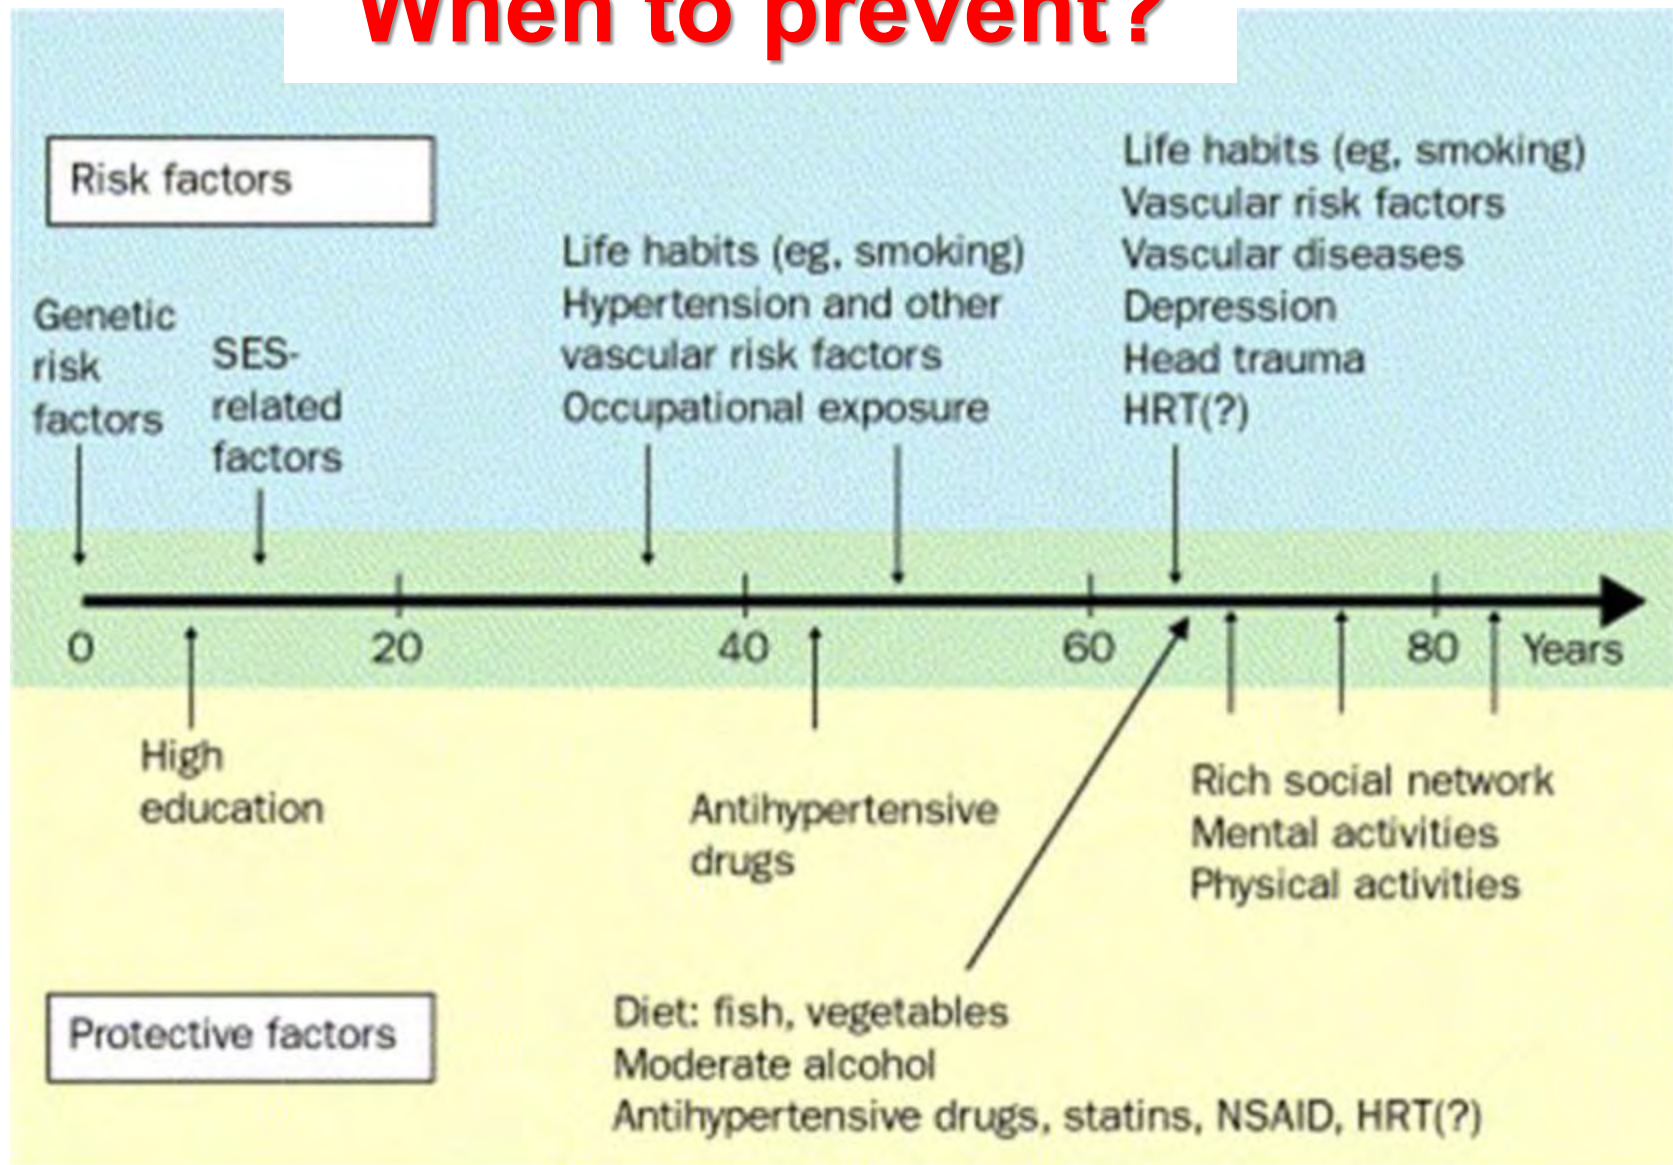 When to prevent?
Risk factors
Genetic
risk
factors
SES-
related
factors
Life habits (eg, smoking)
Hypertension and other
vascular risk factors
Occupational exposure
Life habits (eg, smoking)
Vascular risk factors
Vascular diseases
Depression
Head trauma
HRT(?)
0 20 40 60 80 Years
High
education
Antihypertensive
drugs
Rich social network
Mental activities
Physical activities
Protective factors
Diet: fish, vegetables
Moderate alcohol
Antihypertensive drugs, statins, NSAID, HRT(?)